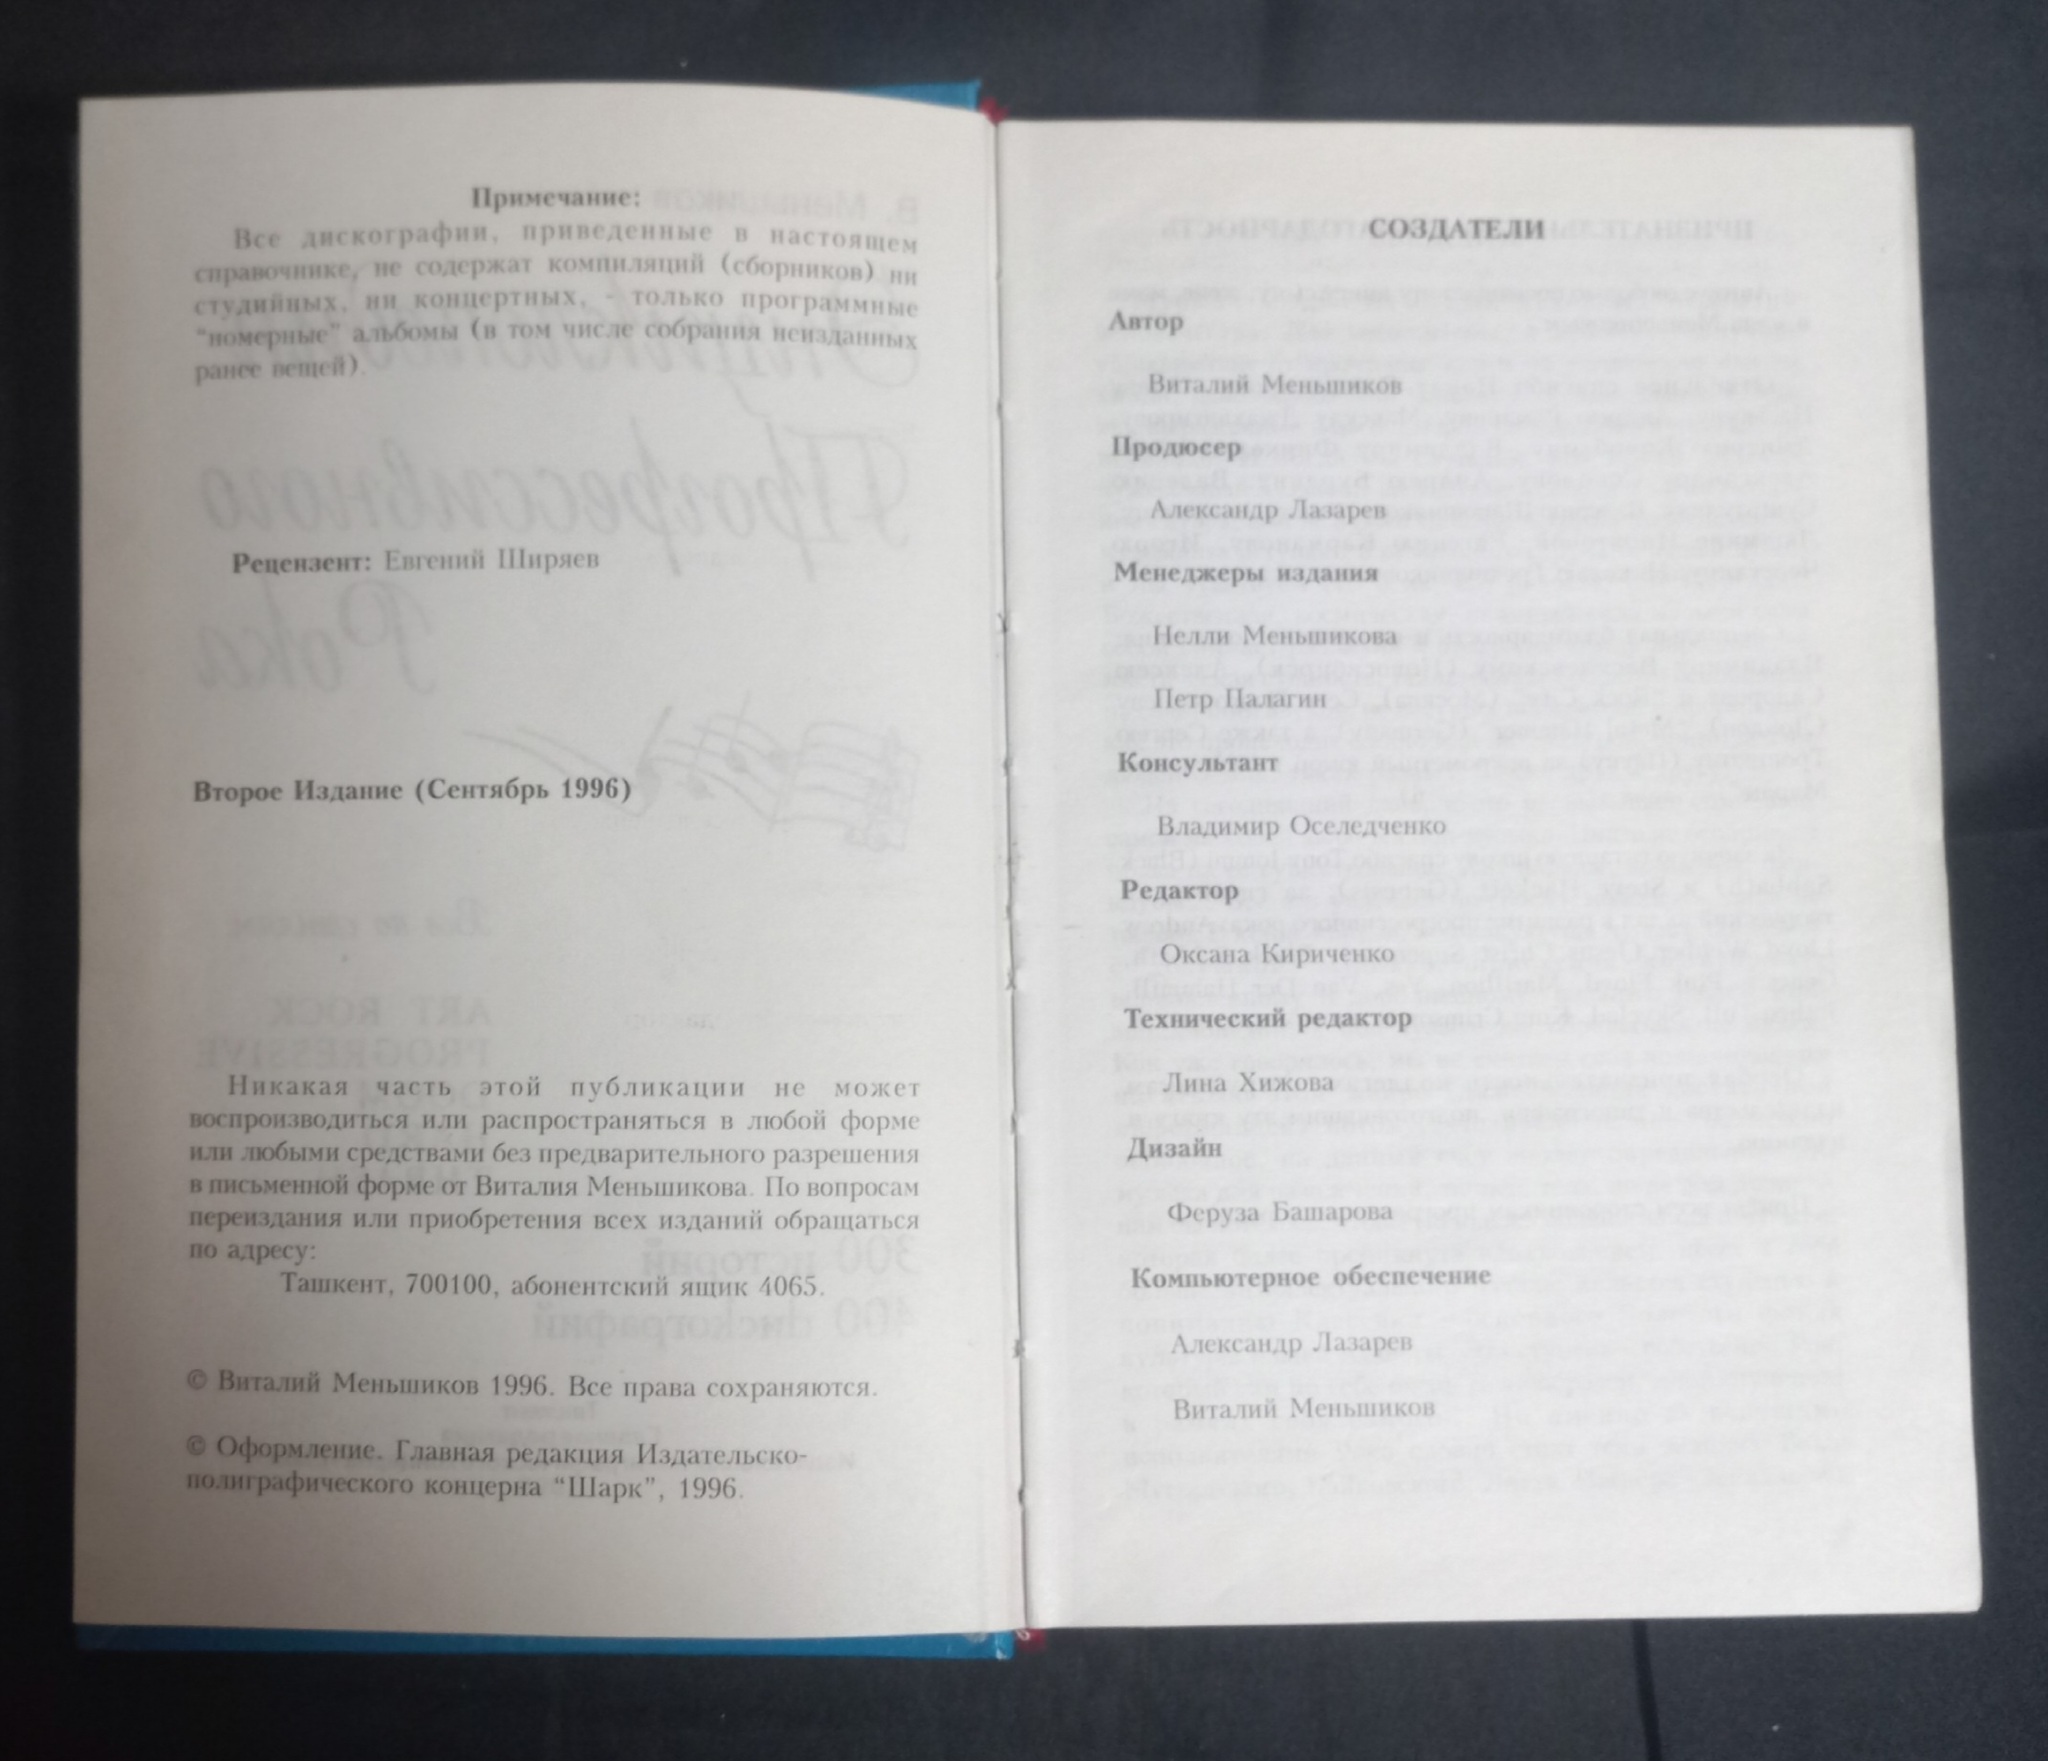 Примечание:
Все дискографии, приведенные в настоящем
справочнике, не содержат компиляций (сборников) ни
студийных, ни концертных, - только программные
“номерные” альбомы (в том числе собрания неизданных
ранее вещей).
Рецензент: Евгений Ширяев
Второе Издание (Сентябрь 1996)
Никакая часть этой публикации не может
воспроизводиться или распространяться в любой форме
или любыми средствами без предварительного разрешения
в письменной форме от Виталия Меньшикова. По вопросам
переиздания или приобретения всех изданий обращаться
по адресу:
Ташкент, 700100, абонентский ящик 4065.
© Виталий Меньшиков 1996. Все права сохраняются.
© Оформление. Главная редакция Издательско-
полиграфического концерна “Шарк”, 1996.
СОЗДАТЕЛИ
Автор
Виталий Меньшиков
Продюсер
Александр Лазарев
Менеджеры издания
Нелли Меньшикова
Петр Палагин
Консультант
Владимир Оселедченко
Редактор
Оксана Кириченко
Технический редактор
Лина Хижова
Дизайн
Феруза Башарова
Компьютерное обеспечение
Александр Лазарев
Виталий Меньшиков